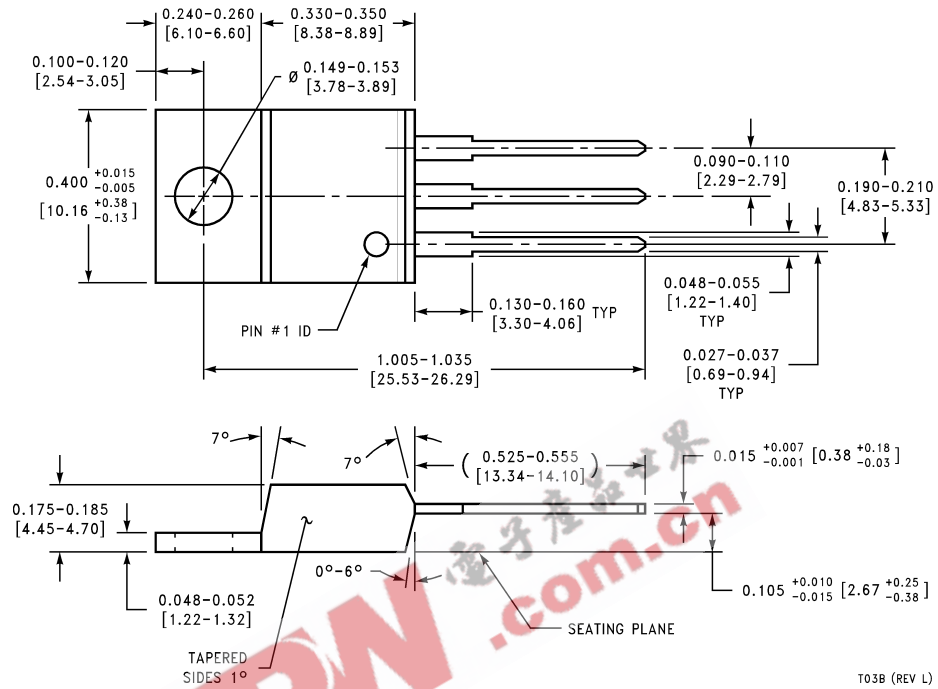 0.240-0.260
[6.10-6.60]
0.330-0.350
[8.38-8.89]
0.100-0.120
[2.54-3.05]
Ø 0.149-0.153
[3.78-3.89]
0.400 +0.015 -0.005
[10.16 +0.38 -0.13]
0.090-0.110
[2.29-2.79]
0.190-0.210
[4.83-5.33]
PIN #1 ID
0.130-0.160 TYP
[3.30-4.06]
0.048-0.055
[1.22-1.40]
TYP
1.005-1.035
[25.53-26.29]
0.027-0.037
[0.69-0.94]
TYP
7°
7°
(0.525-0.555)
[13.34-14.10]
0.015 +0.007 -0.001 [0.38 +0.18 -0.03]
0.175-0.185
[4.45-4.70]
0°-6°
0.105 +0.010 -0.015 [2.67 +0.25 -0.38]
0.048-0.052
[1.22-1.32]
SEATING PLANE
TAPERED
SIDES 1°
電子產品世界
.com.cn
T03B (REV L)